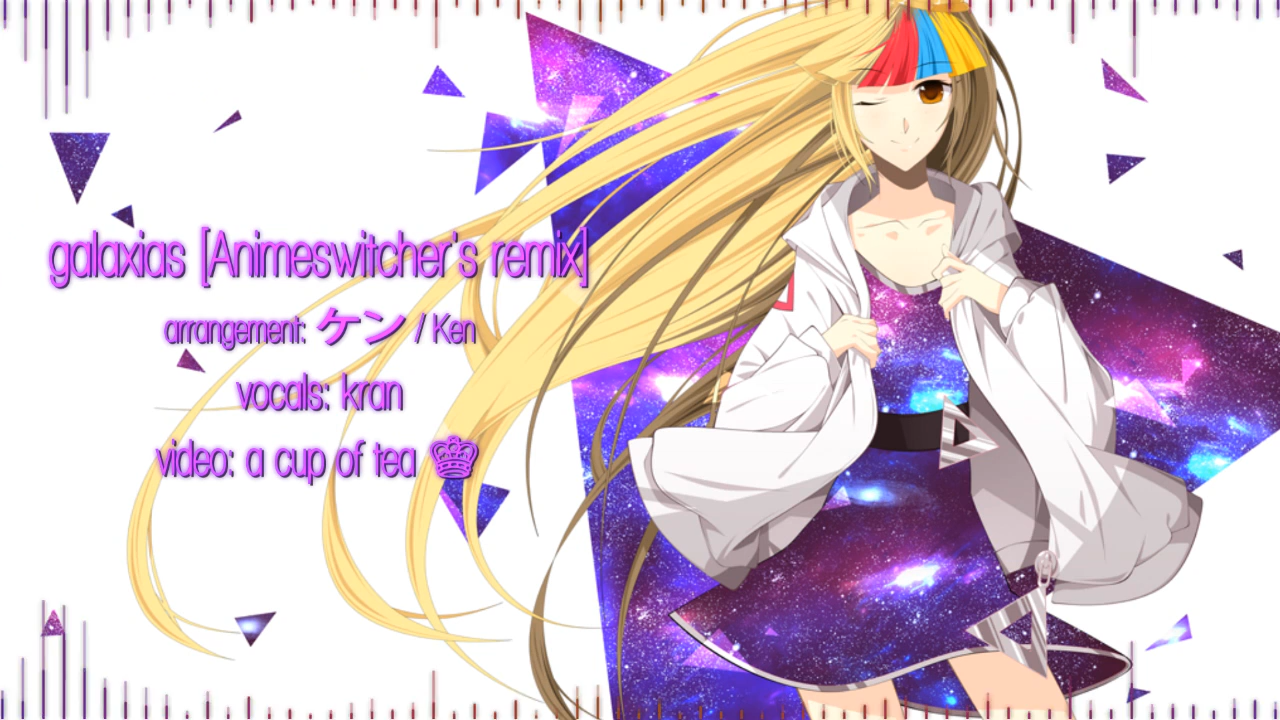 galaxias [Animeswitcher's remix]
arrangement: ケン / Ken
vocals: kran
video: a cup of tea